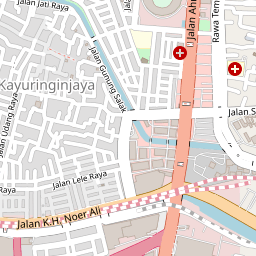 Jalan Jati Raya
Jalan Gunung Salak
Jalan Ah
Rawa Tem
Kayuringinjaya
Jalan Udang Raya
Jalan S
Raya
Jalan Lele Raya
Jalan K.H. Noer Ali